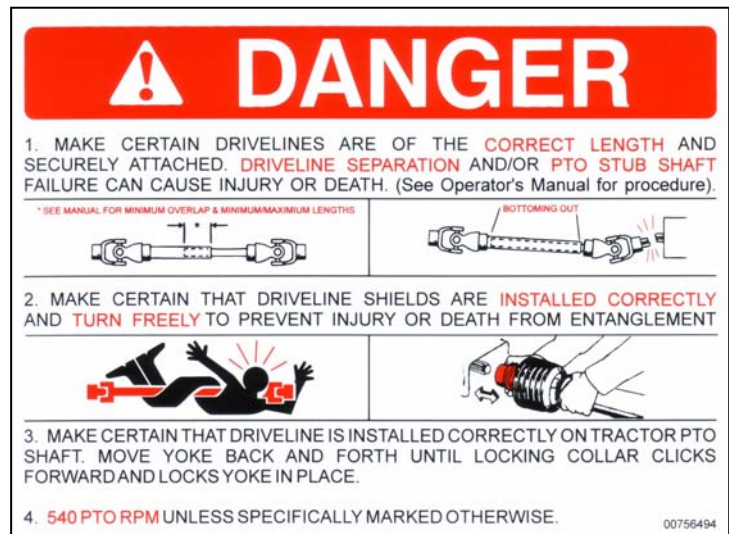 DANGER
1. MAKE CERTAIN DRIVELINES ARE OF THE CORRECT LENGTH AND
SECURELY ATTACHED. DRIVELINE SEPARATION AND/OR PTO STUB SHAFT
FAILURE CAN CAUSE INJURY OR DEATH. (See Operator's Manual for procedure).
* SEE MANUAL FOR MINIMUM OVERLAP & MINIMUM/MAXIMIUM LENGTHS
*
BOTTOMING OUT
2. MAKE CERTAIN THAT DRIVELINE SHIELDS ARE INSTALLED CORRECTLY
AND TURN FREELY TO PREVENT INJURY OR DEATH FROM ENTANGLEMENT
3. MAKE CERTAIN THAT DRIVELINE IS INSTALLED CORRECTLY ON TRACTOR PTO
SHAFT. MOVE YOKE BACK AND FORTH UNTIL LOCKING COLLAR CLICKS
FORWARD AND LOCKS YOKE IN PLACE.
4. 540 PTO RPM UNLESS SPECIFICALLY MARKED OTHERWISE.
00756494